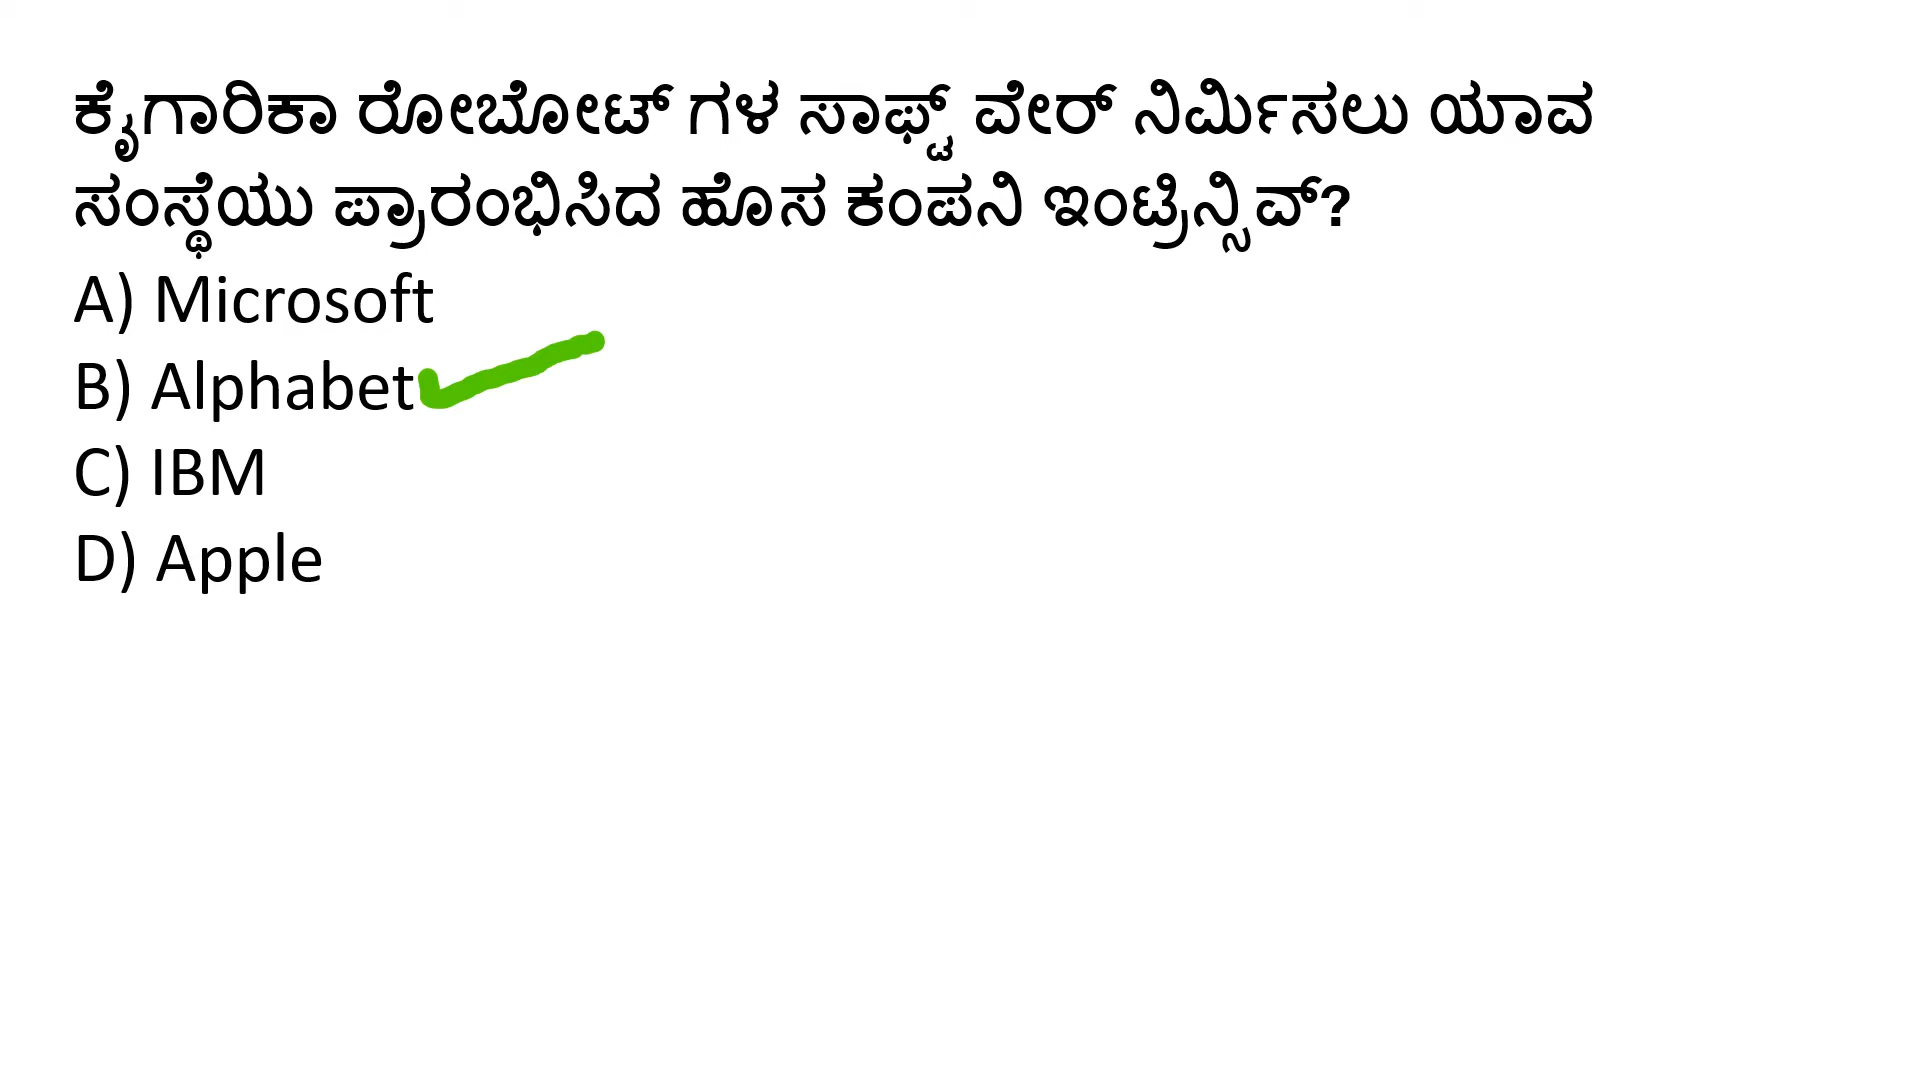 ಕೈಗಾರಿಕಾ ರೋಬೋಟ್ ಗಳ ಸಾಫ್ಟ್ ವೇರ್ ನಿರ್ಮಿಸಲು ಯಾವ
ಸಂಸ್ಥೆಯು ಪ್ರಾರಂಭಿಸಿದ ಹೊಸ ಕಂಪನಿ ಇಂಟ್ರಿನ್ಸಿವ್?
A) Microsoft
B) Alphabet
C) IBM
D) Apple